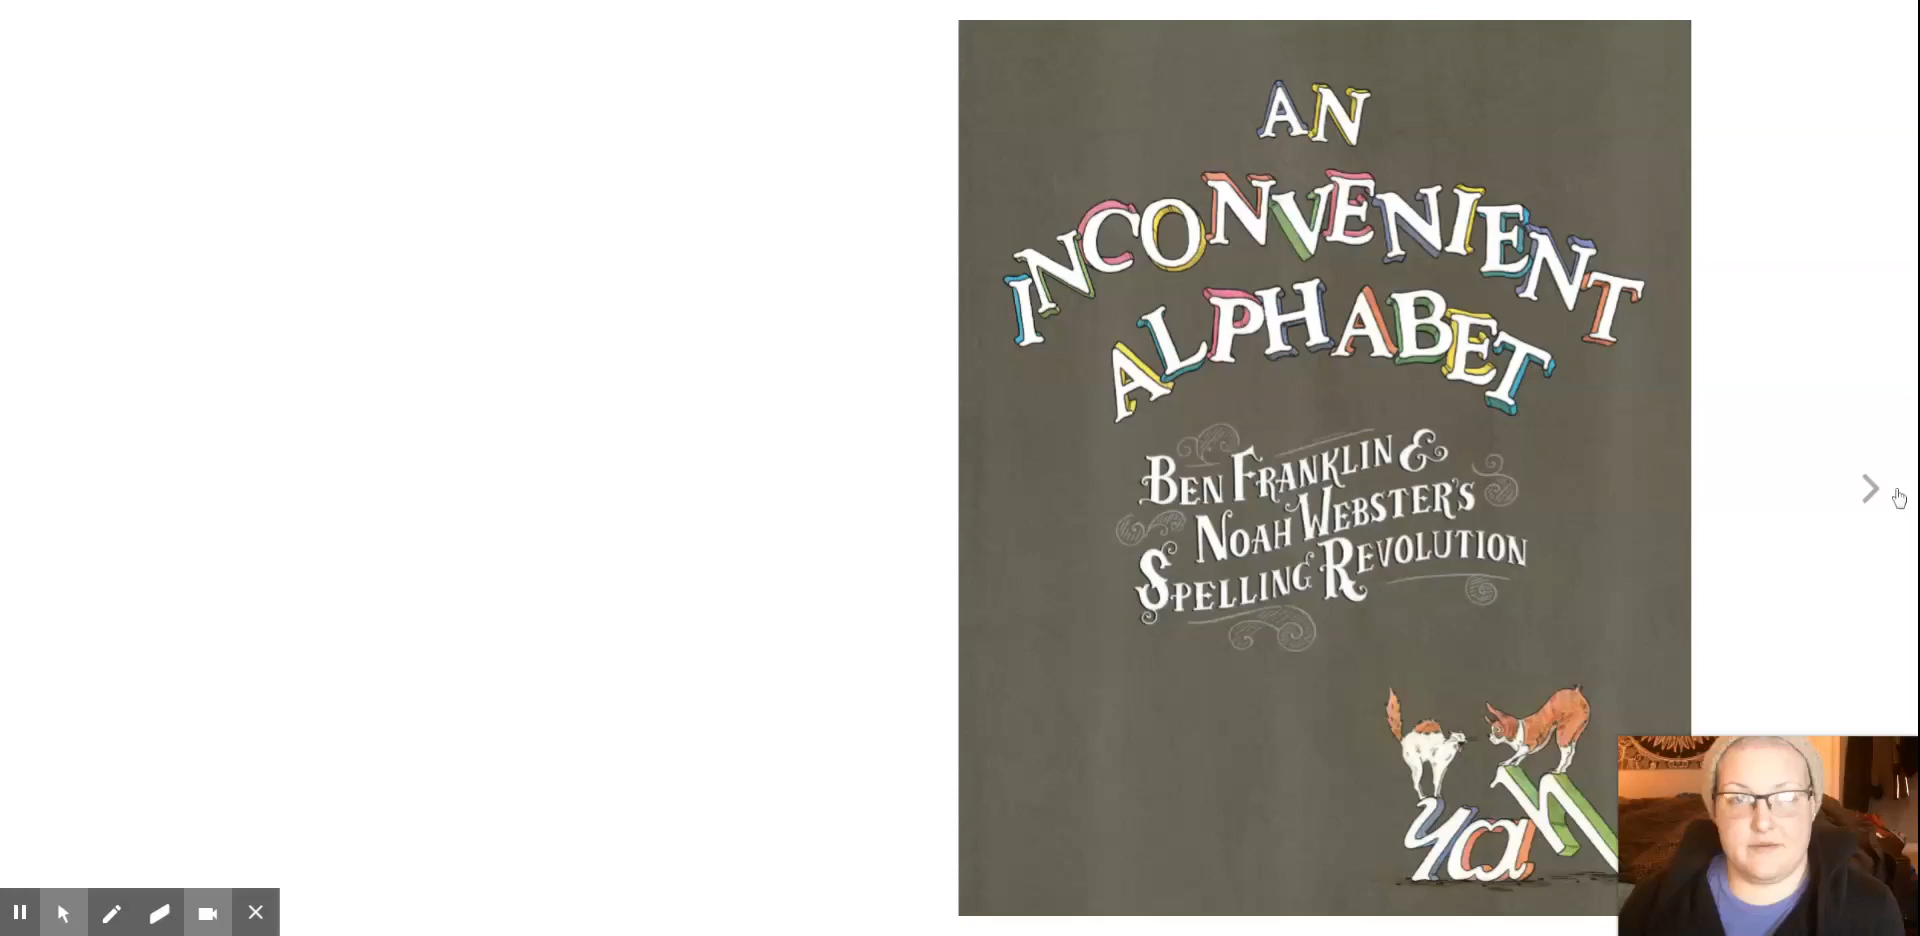 AN
INCONVENIENT
ALPHABET
BEN FRANKLIN &
NOAH WEBSTER'S
SPELLING REVOLUTION